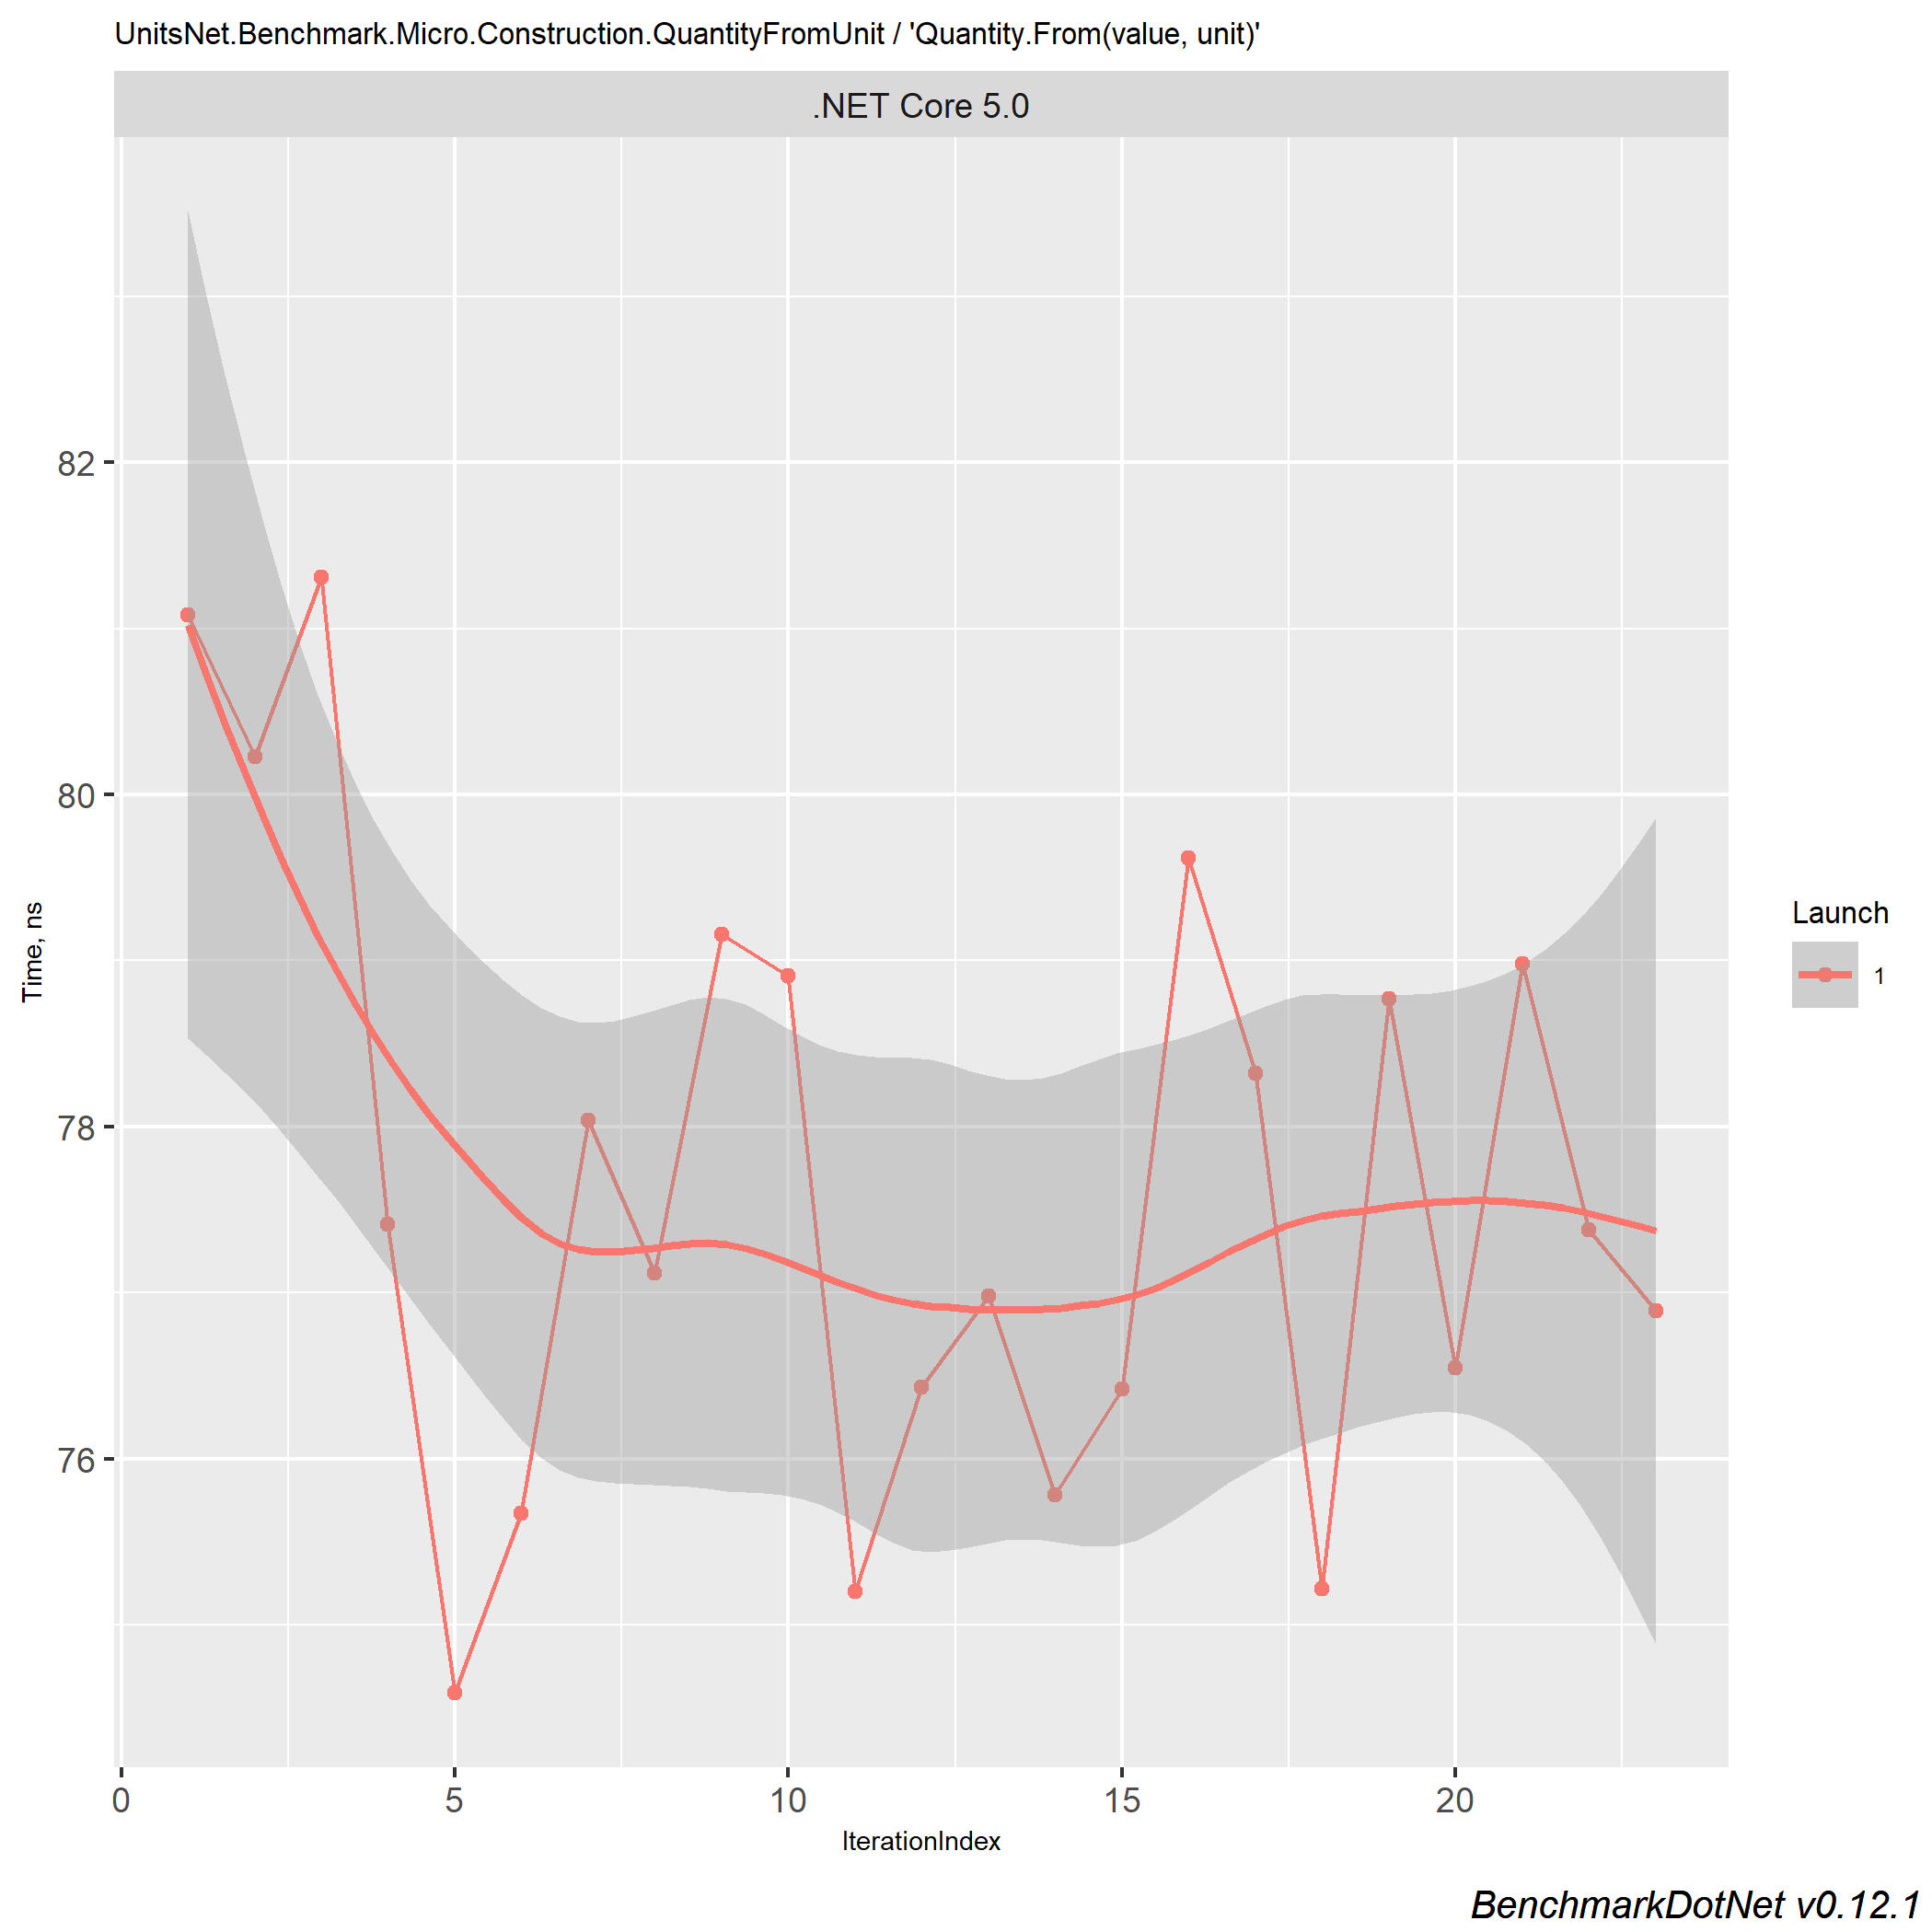 UnitsNet.Benchmark.Micro.Construction.QuantityFromUnit / 'Quantity.From(value, unit)'
.NET Core 5.0
82
80
78
76
Time, ns
0 5 10 15 20
IterationIndex
Launch
1
BenchmarkDotNet v0.12.1